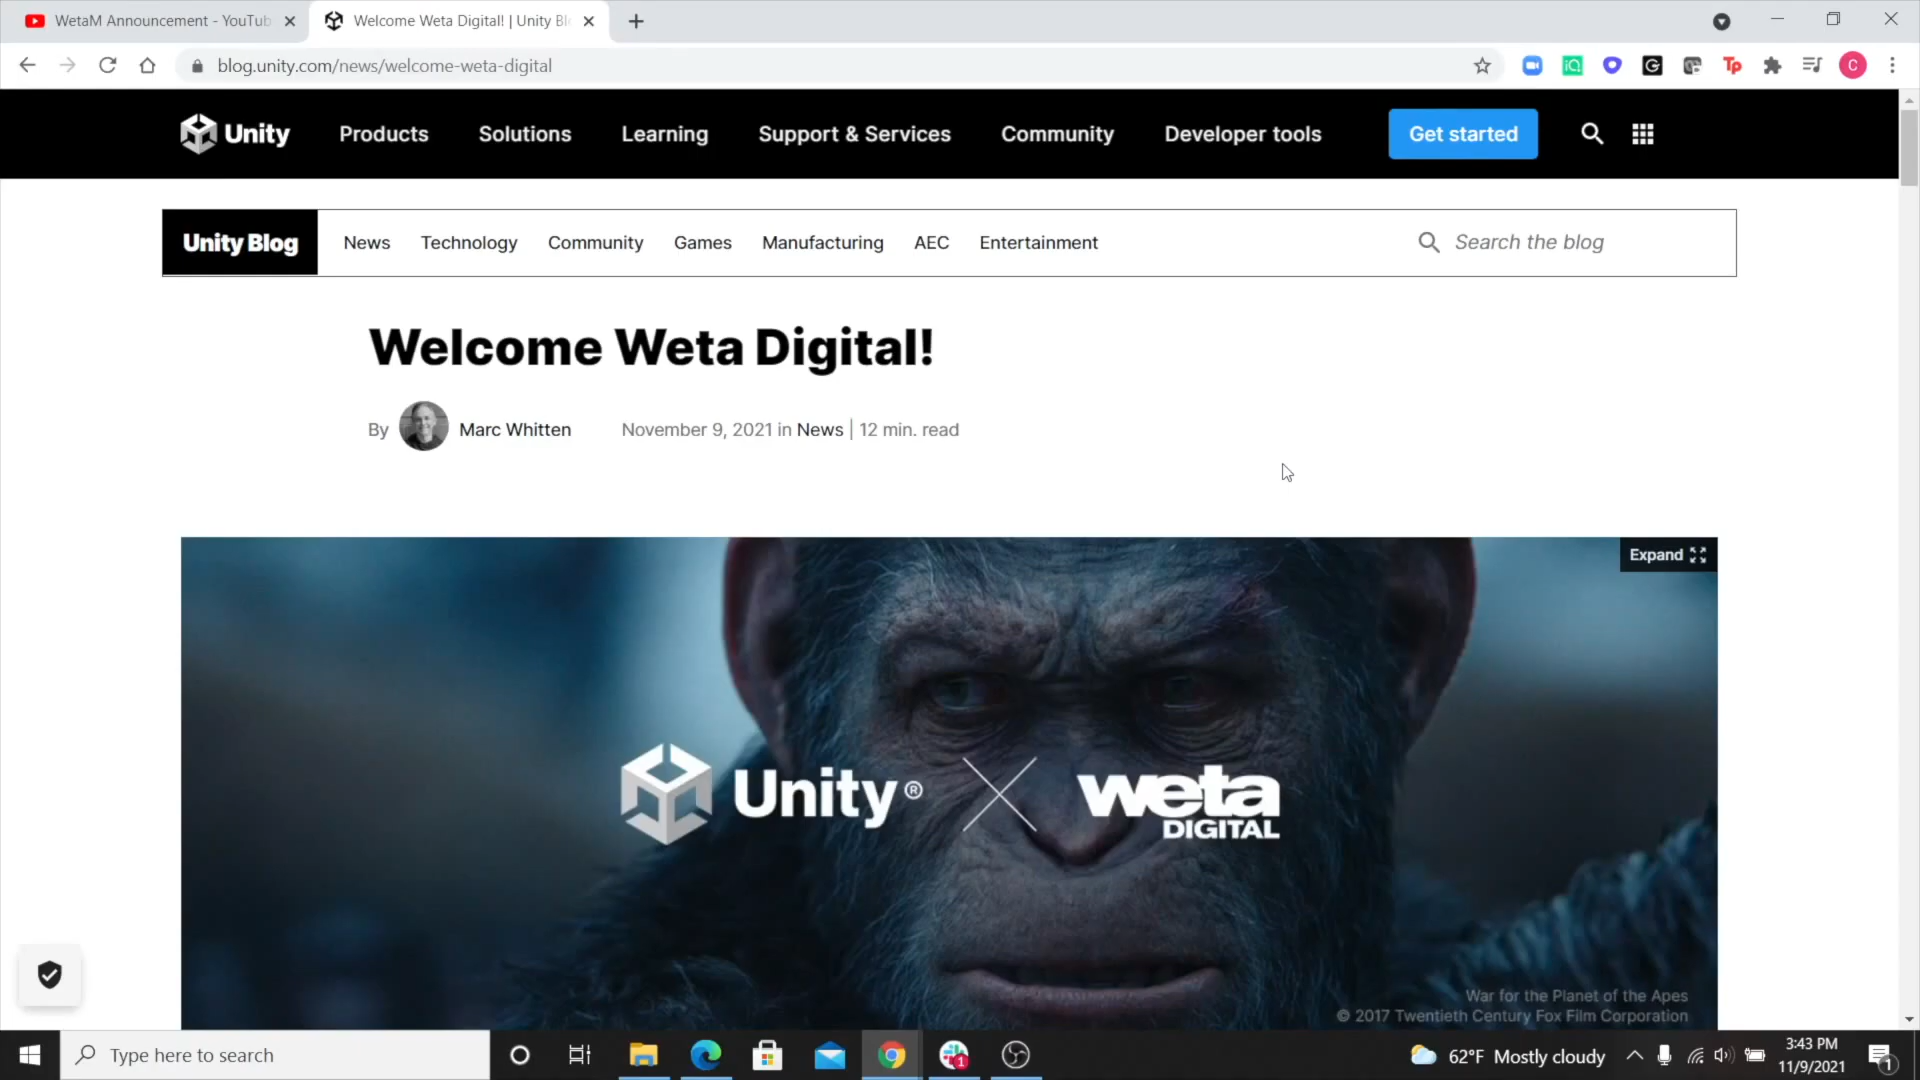 WetaM Announcement - YouTub
Welcome Weta Digital! | Unity Bl
blog.unity.com/news/welcome-weta-digital
iQ
G
Tp
C
Unity
Products
Solutions
Learning
Support & Services
Community
Developer tools
Get started
Unity Blog
News
Technology
Community
Games
Manufacturing
AEC
Entertainment
Search the blog
Welcome Weta Digital!
By
Marc Whitten
November 9, 2021 in News | 12 min. read
Expand
Unity®
weta
DIGITAL
War for the Planet of the Apes
© 2017 Twentieth Century Fox Film Corporation
Type here to search
1
62°F Mostly cloudy
3:43 PM
11/9/2021
1